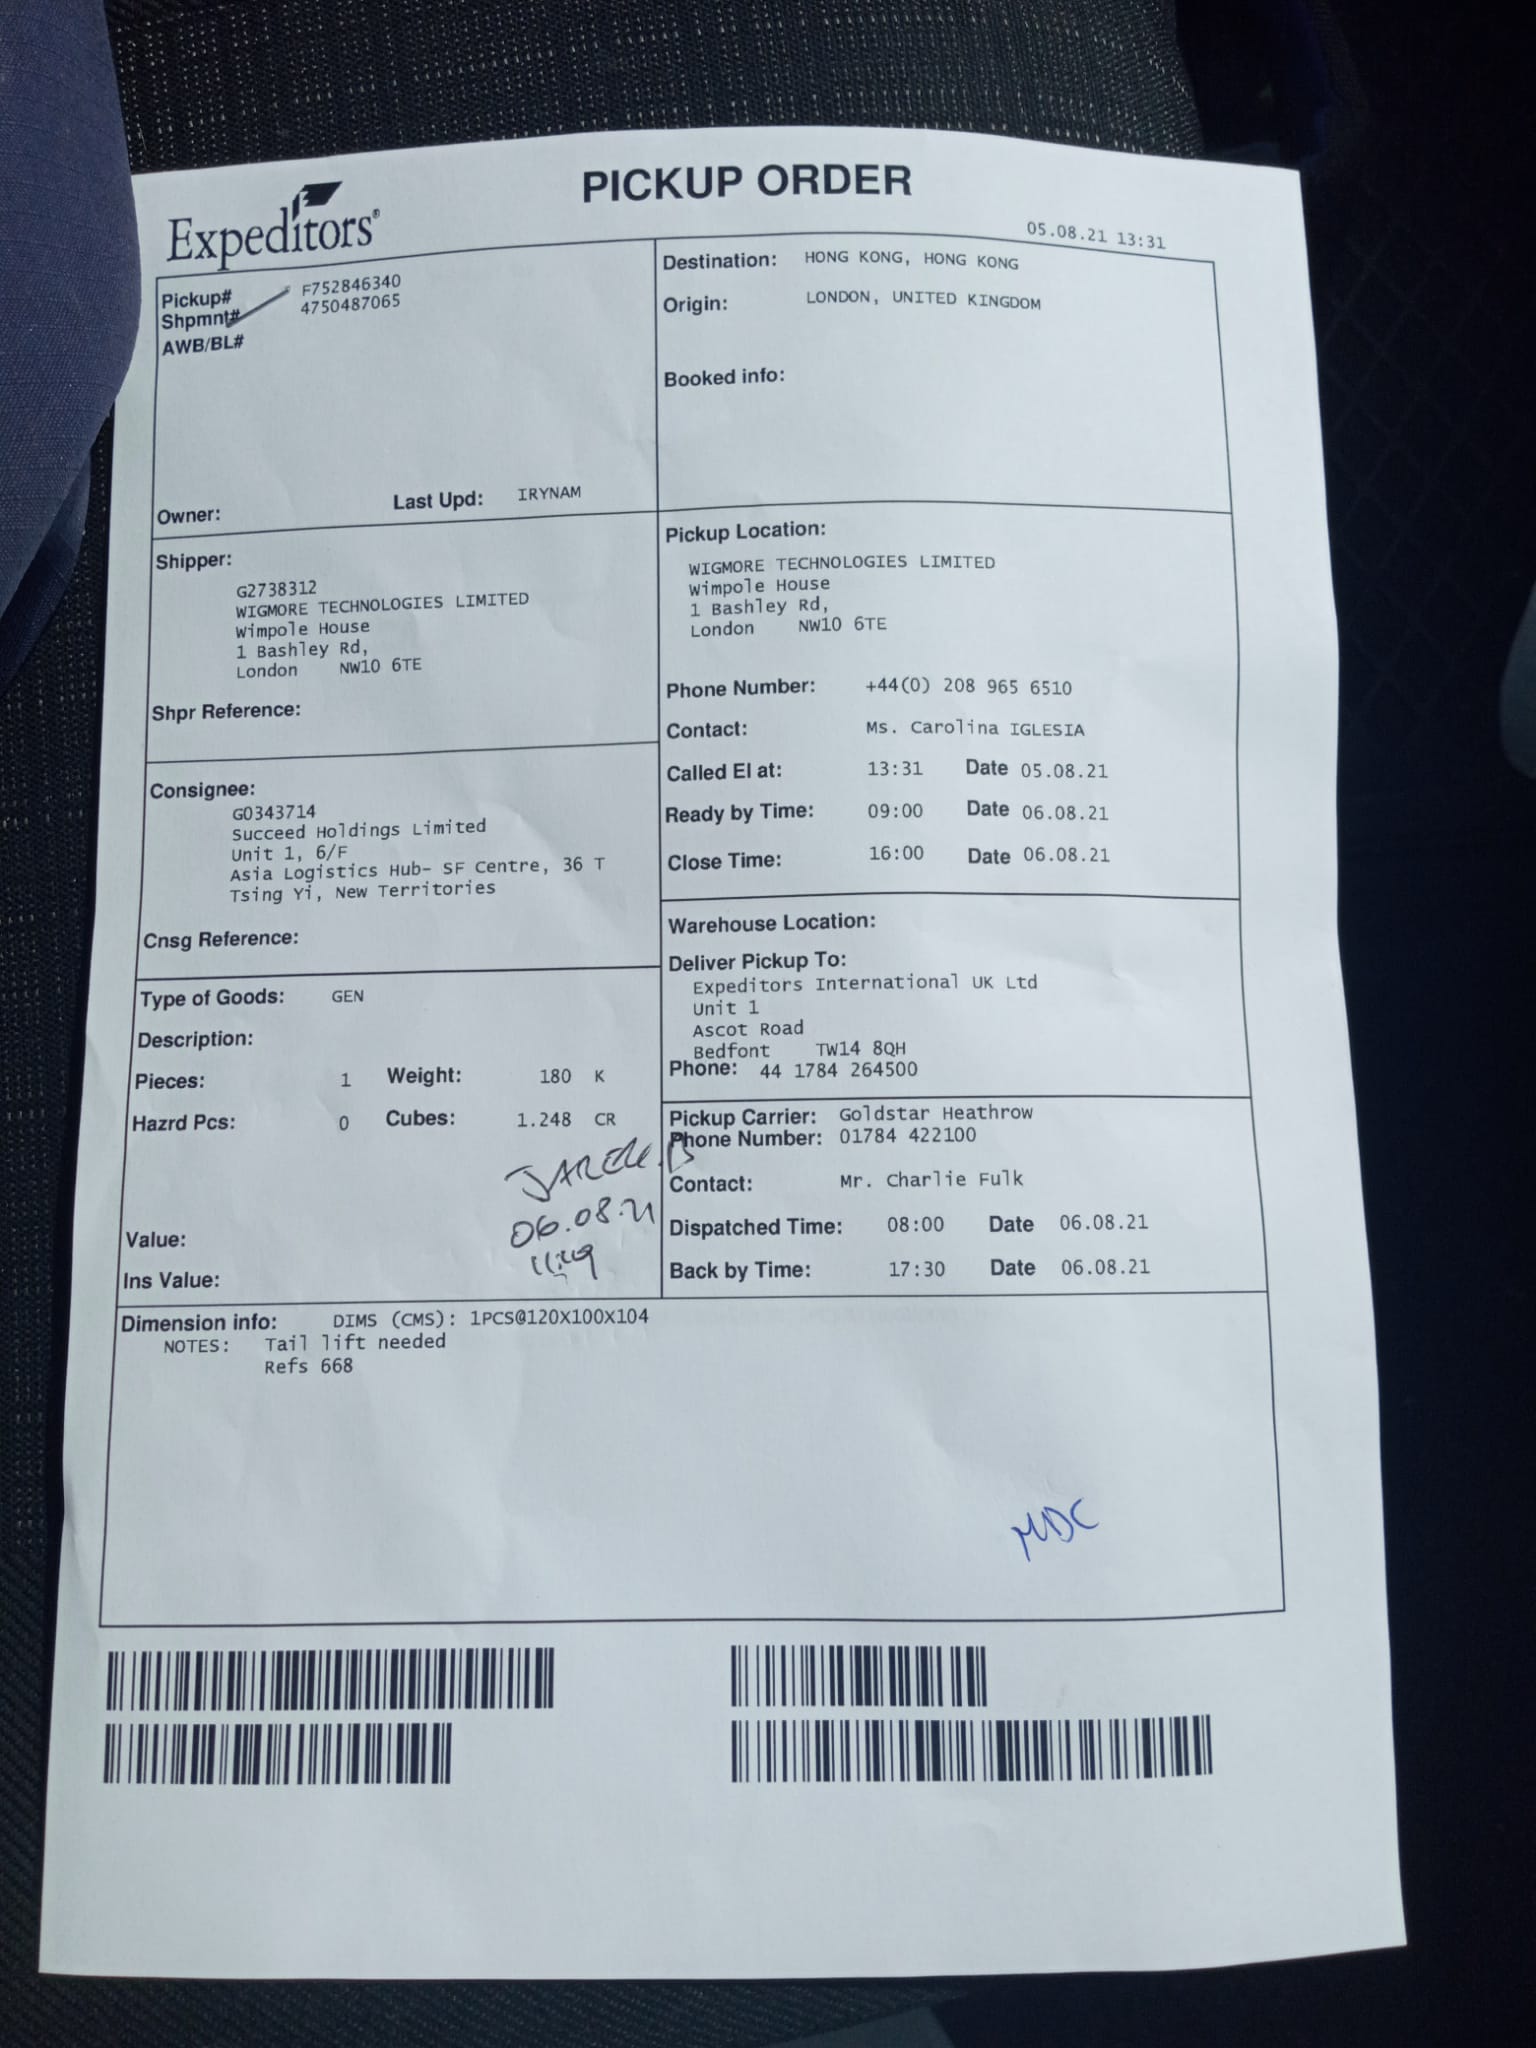 Expeditors®
PICKUP ORDER
05.08.21 13:31
Pickup# F752846340
Shpmnt# 4750487065
AWB/BL#
Owner: Last Upd: IRYNAM
Destination: HONG KONG, HONG KONG
Origin: LONDON, UNITED KINGDOM
Booked info:
Shipper:
G2738312
WIGMORE TECHNOLOGIES LIMITED
Wimpole House
1 Bashley Rd,
London NW10 6TE
Shpr Reference:
Pickup Location:
WIGMORE TECHNOLOGIES LIMITED
Wimpole House
1 Bashley Rd,
London NW10 6TE
Phone Number: +44(0) 208 965 6510
Contact: Ms. Carolina IGLESIA
Called EI at: 13:31 Date 05.08.21
Ready by Time: 09:00 Date 06.08.21
Close Time: 16:00 Date 06.08.21
Consignee:
G0343714
Succeed Holdings Limited
Unit 1, 6/F
Asia Logistics Hub- SF Centre, 36 T
Tsing Yi, New Territories
Cnsg Reference:
Warehouse Location:
Deliver Pickup To:
Expeditors International UK Ltd
Unit 1
Ascot Road
Bedfont TW14 8QH
Phone: 44 1784 264500
Type of Goods: GEN
Description:
Pieces: 1 Weight: 180 K
Hazrd Pcs: 0 Cubes: 1.248 CR
JAREK.B
06.08.21
11:49
Value:
Ins Value:
Pickup Carrier: Goldstar Heathrow
Phone Number: 01784 422100
Contact: Mr. Charlie Fulk
Dispatched Time: 08:00 Date 06.08.21
Back by Time: 17:30 Date 06.08.21
Dimension info: DIMS (CMS): 1PCS@120X100X104
NOTES: Tail lift needed
Refs 668
MDC